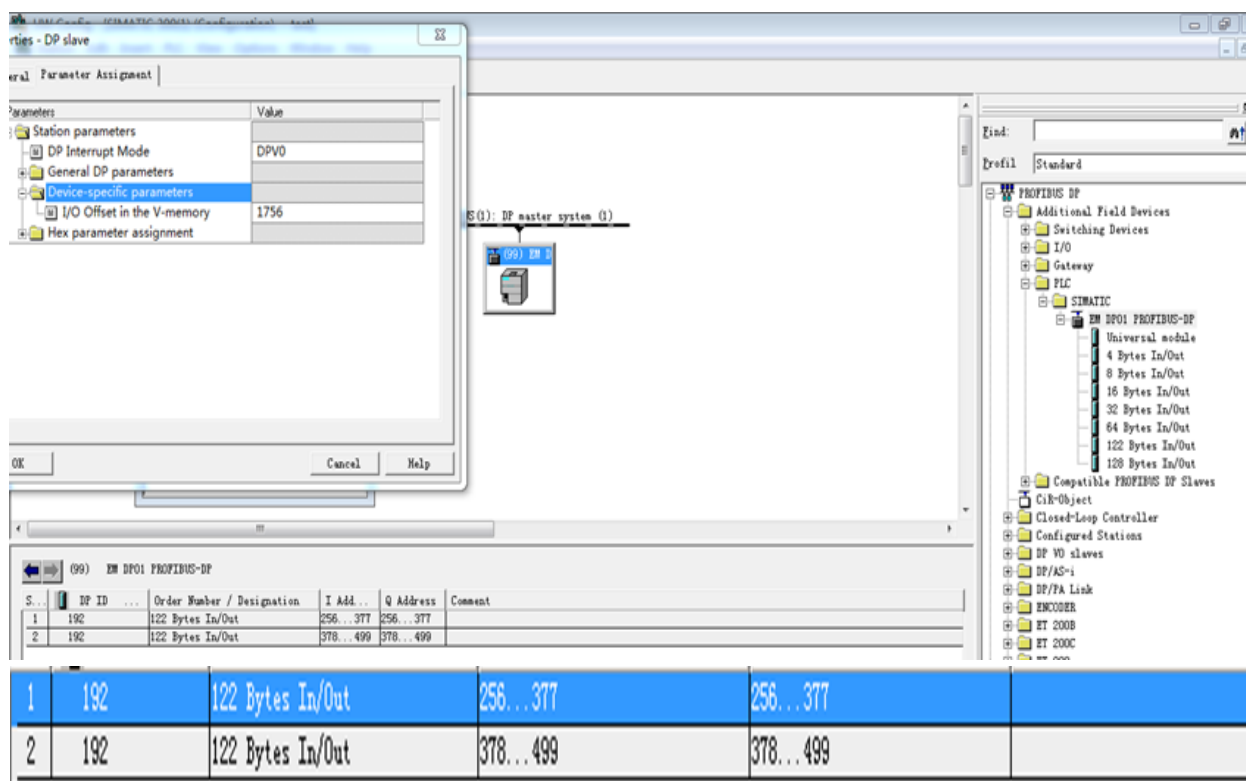 HW Config - [SIMATIC 300(1) (Configuration) -- test]
rties - DP slave
eral Parameter Assignment
Parameters Value
Station parameters
DP Interrupt Mode DPV0
General DP parameters
Device-specific parameters
I/O Offset in the V-memory 1756
Hex parameter assignment
OK Cancel Help
S(1): DP master system (1)
(99) EM D
Find:
Profil Standard
PROFIBUS DP
Additional Field Devices
Switching Devices
I/O
Gateway
PLC
SIMATIC
EM DP01 PROFIBUS-DP
Universal module
4 Bytes In/Out
8 Bytes In/Out
16 Bytes In/Out
32 Bytes In/Out
64 Bytes In/Out
122 Bytes In/Out
128 Bytes In/Out
Compatible PROFIBUS DP Slaves
CiR-Object
Closed-Loop Controller
Configured Stations
DP V0 slaves
DP/AS-i
DP/PA Link
ENCODER
ET 200B
ET 200C
(99) EM DP01 PROFIBUS-DP
S... DP ID ... Order Number / Designation I Add... Q Address Comment
1 192 122 Bytes In/Out 256...377 256...377
2 192 122 Bytes In/Out 378...499 378...499
1 192 122 Bytes In/Out 256...377 256...377
2 192 122 Bytes In/Out 378...499 378...499